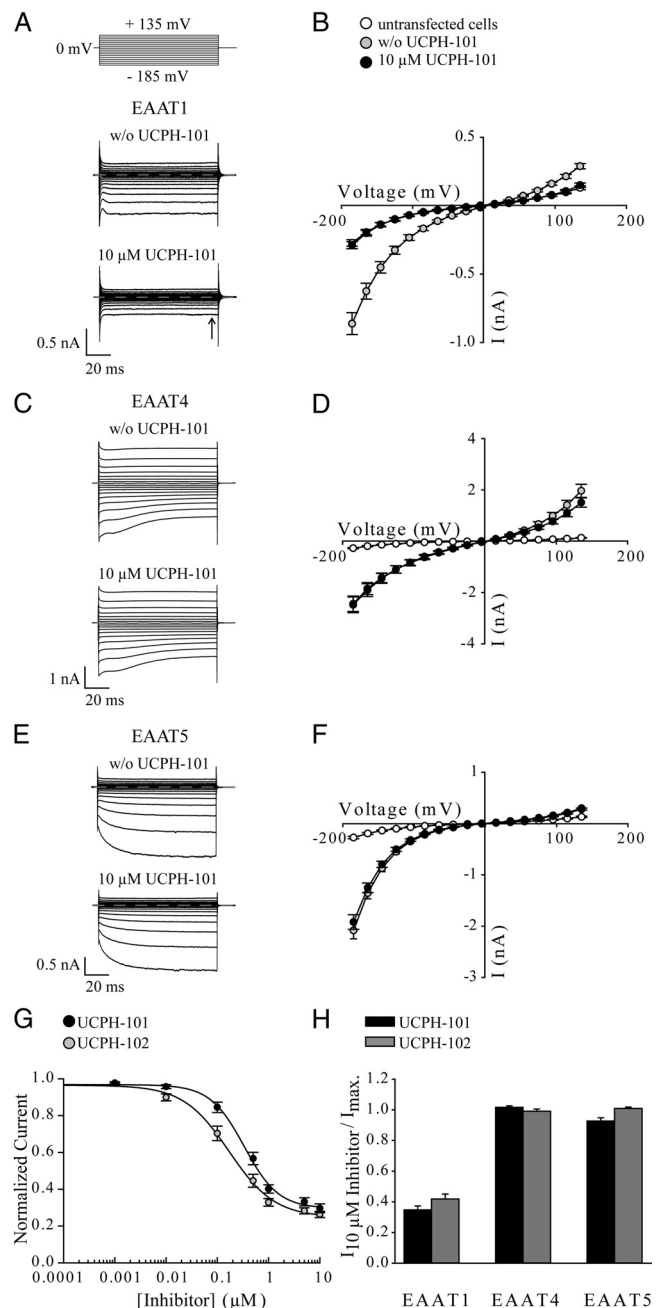 A
+ 135 mV
0 mV
- 185 mV
EAAT1
w/o UCPH-101
10 µM UCPH-101
0.5 nA
20 ms
B
untransfected cells
w/o UCPH-101
10 µM UCPH-101
0.5
Voltage (mV)
-200
100
200
-0.5
-1.0
I (nA)
C
EAAT4
w/o UCPH-101
10 µM UCPH-101
1 nA
20 ms
D
4
2
Voltage (mV)
-200
100
200
-2
-4
I (nA)
E
EAAT5
w/o UCPH-101
10 µM UCPH-101
0.5 nA
20 ms
F
1
Voltage (mV)
-200
100
200
-1
-2
-3
I (nA)
G
UCPH-101
UCPH-102
Normalized Current
1.0
0.8
0.6
0.4
0.2
0.0
0.0001
0.001
0.01
0.1
1
10
[Inhibitor] (µM)
H
UCPH-101
UCPH-102
I10 µM Inhibitor / Imax.
1.2
1.0
0.8
0.6
0.4
0.2
0.0
EAAT1
EAAT4
EAAT5